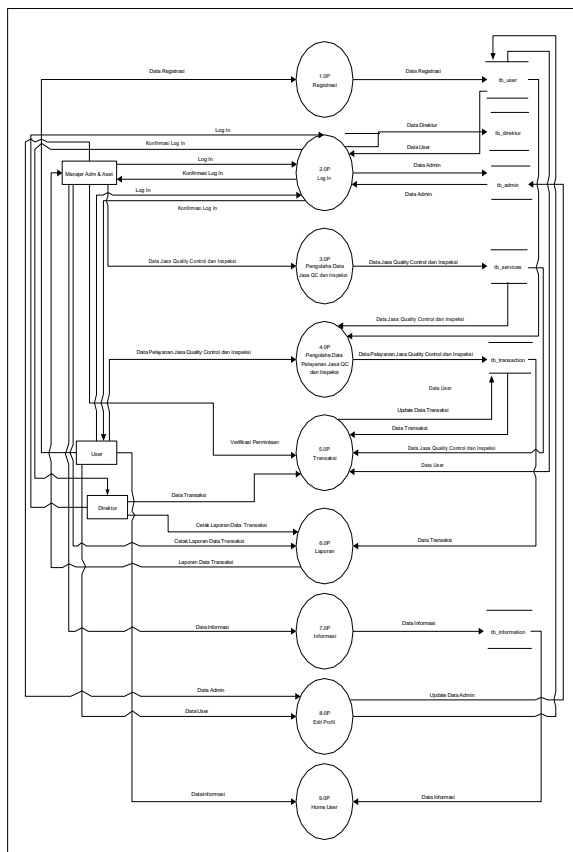 Data Registrasi
1.0P
Registrasi
Data Registrasi
tb_user
Log In
Data Direktur
tb_direktur
Konfirmasi Log In
Data User
Manajer Adm & Aset
Log In
2.0P
Log In
Data Admin
Konfirmasi Log In
tb_admin
Log In
Data Admin
Konfirmasi Log In
Data Jasa Quality Control dan Inspeksi
3.0P
Pengolaha Data
Jasa QC dan Inspeksi
Data Jasa Quality Control dan Inspeksi
tb_services
Data Jasa Quality Control dan Inspeksi
Data Pelayanan Jasa Quality Control dan Inspeksi
4.0P
Pengolaha Data
Pelayanan Jasa QC
dan Inspeksi
Data Pelayanan Jasa Quality Control dan Inspeksi
tb_transaction
Data User
Update Data Transaksi
Data Transaksi
Verifikasi Permintaan
5.0P
Transaksi
Data Jasa Quality Control dan Inspeksi
User
Data User
Direktur
Data Transaksi
Cetak Laporan Data Transaksi
6.0P
Laporan
Cetak Laporan Data Transaksi
Data Transaksi
Laporan Data Transaksi
Data Informasi
7.0P
Informasi
Data Informasi
tb_information
Data Admin
Update Data Admin
Data User
8.0P
Edit Profil
Data Informasi
9.0P
Home User
Data Informasi